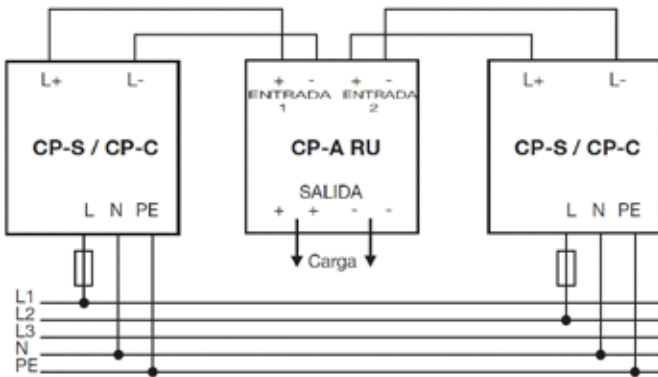 L+ L- + - + - L+ L-
ENTRADA ENTRADA
1 2
CP-S / CP-C CP-A RU CP-S / CP-C
SALIDA
L N PE + + - - L N PE
Carga
L1
L2
L3
N
PE